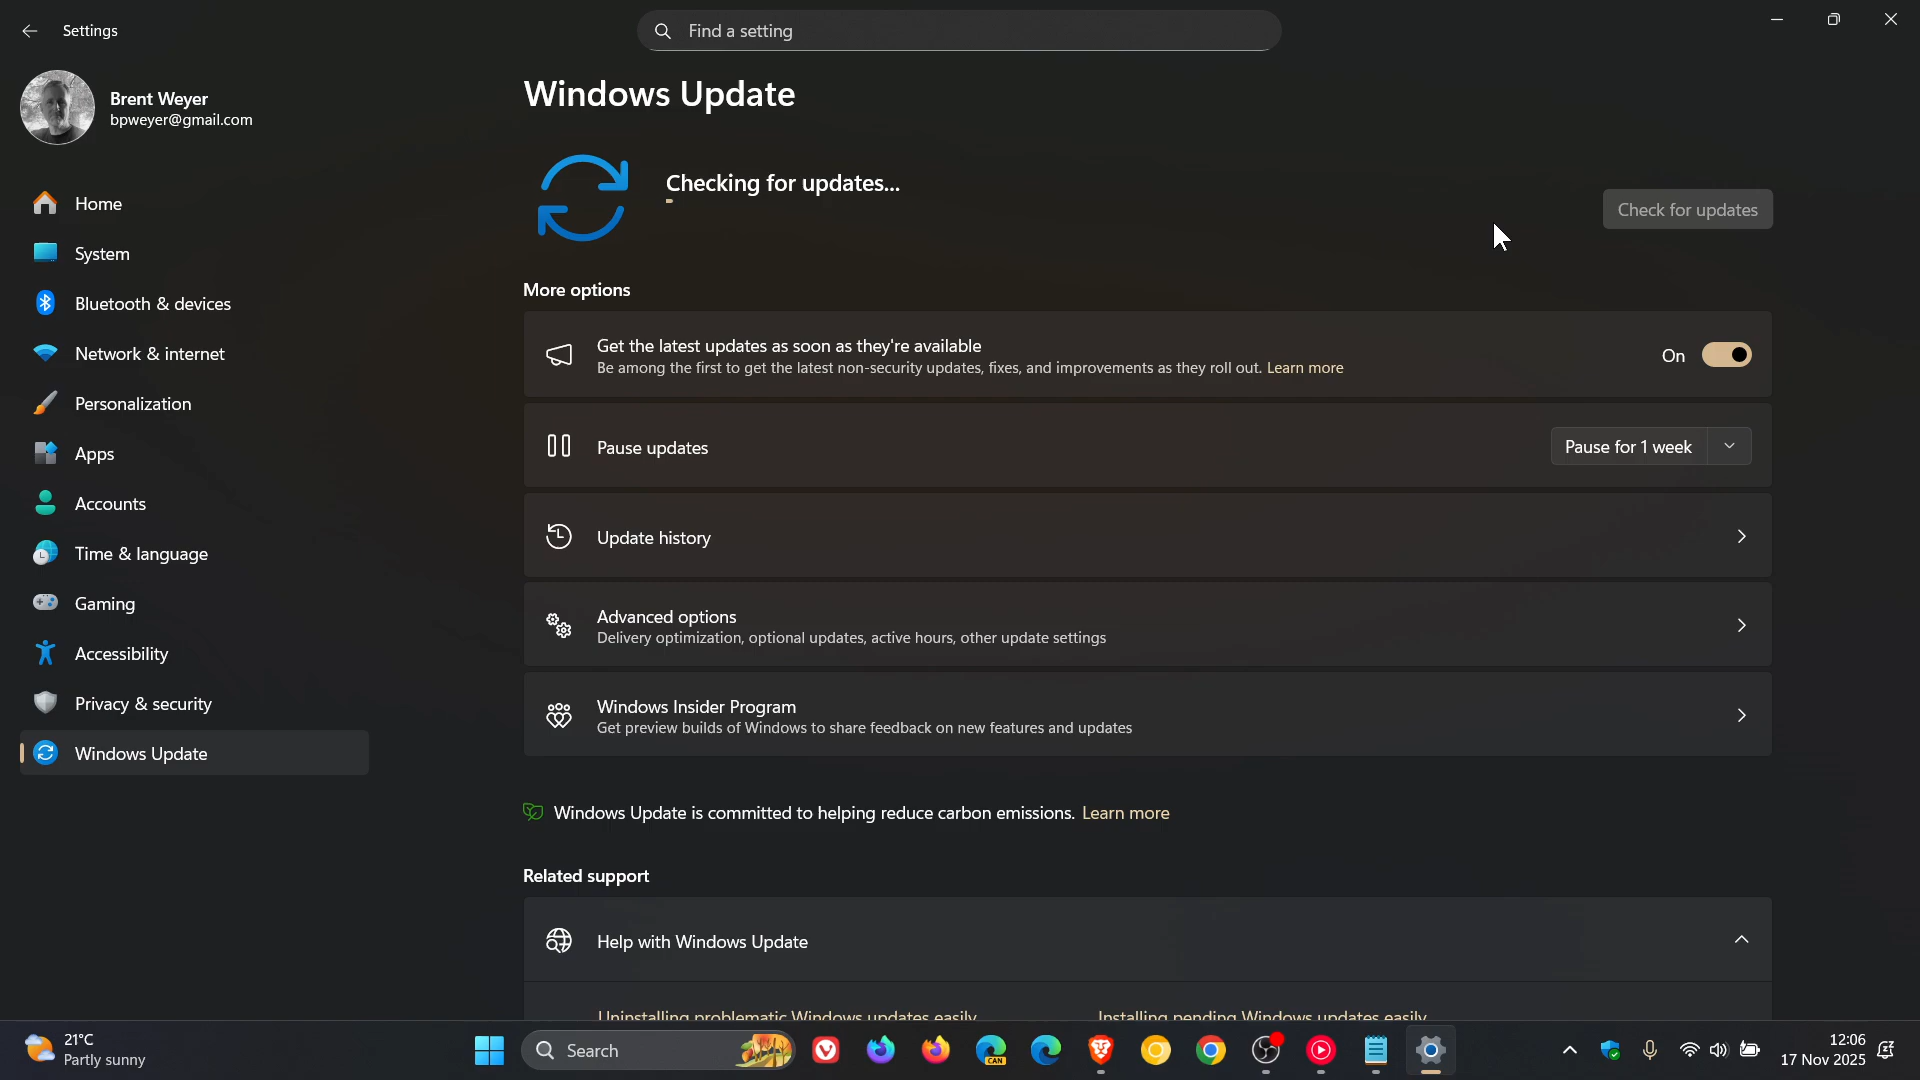 Settings
Find a setting
Brent Weyer
bpweyer@gmail.com
Home
System
Bluetooth & devices
Network & internet
Personalization
Apps
Accounts
Time & language
Gaming
Accessibility
Privacy & security
Windows Update
Windows Update
Checking for updates...
Check for updates
More options
Get the latest updates as soon as they're available
Be among the first to get the latest non-security updates, fixes, and improvements as they roll out. Learn more
On
Pause updates
Pause for 1 week
Update history
Advanced options
Delivery optimization, optional updates, active hours, other update settings
Windows Insider Program
Get preview builds of Windows to share feedback on new features and updates
Windows Update is committed to helping reduce carbon emissions. Learn more
Related support
Help with Windows Update
Uninstalling problematic Windows updates easily
Installing pending Windows updates easily
21°C
Partly sunny
Search
CAN
12:06
17 Nov 2025